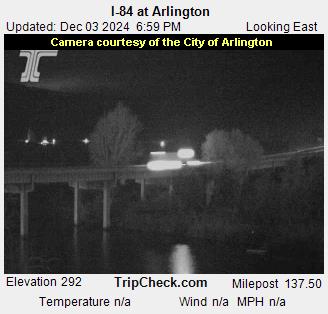 I-84 at Arlington
Updated: Dec 03 2024 6:59 PM Looking East
Camera courtesy of the City of Arlington
Elevation 292 TripCheck.com Milepost 137.50
Temperature n/a Wind n/a MPH n/a